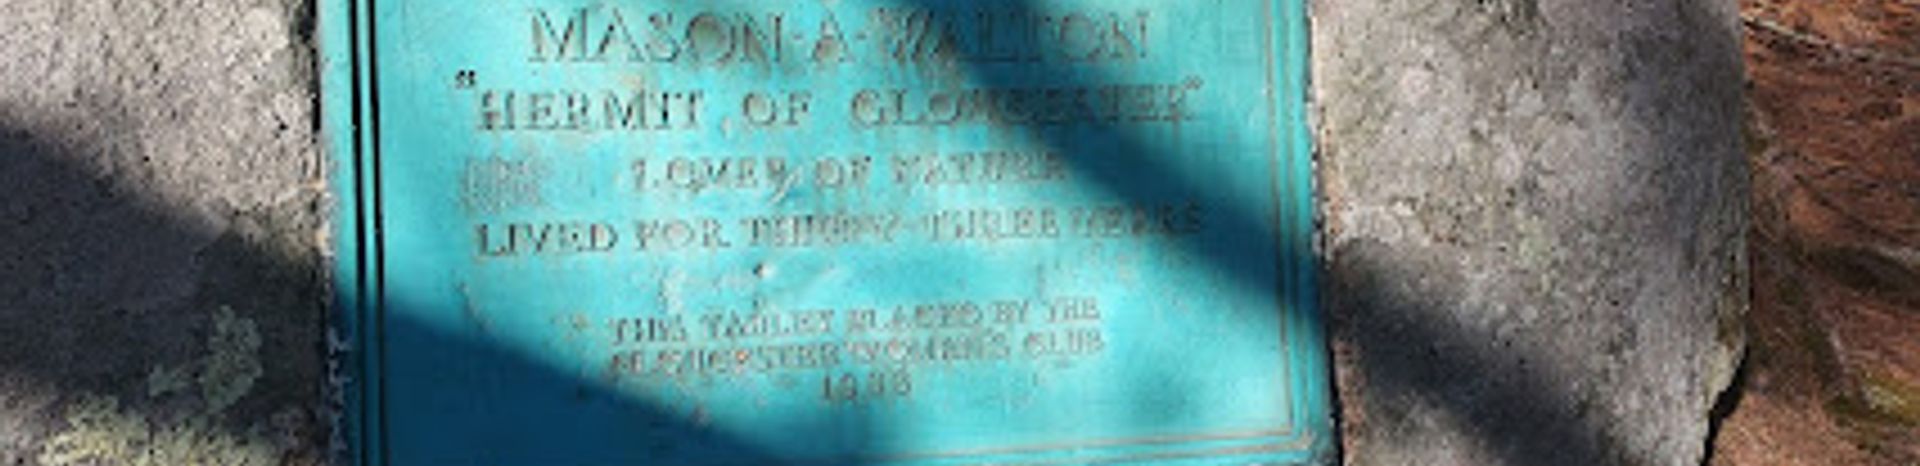 MASON·A·WALTON
"HERMIT OF GLOUCESTER"
LOVER OF NATURE
LIVED FOR THIRTY-THREE YEARS
THIS TABLET PLACED BY THE
GLOUCESTER WOMAN'S CLUB